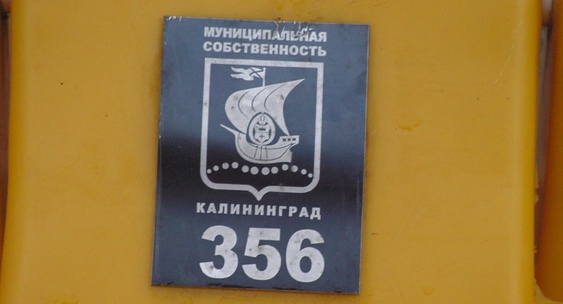 МУНИЦИПАЛЬНАЯ
СОБСТВЕННОСТЬ
КАЛИНИНГРАД
356